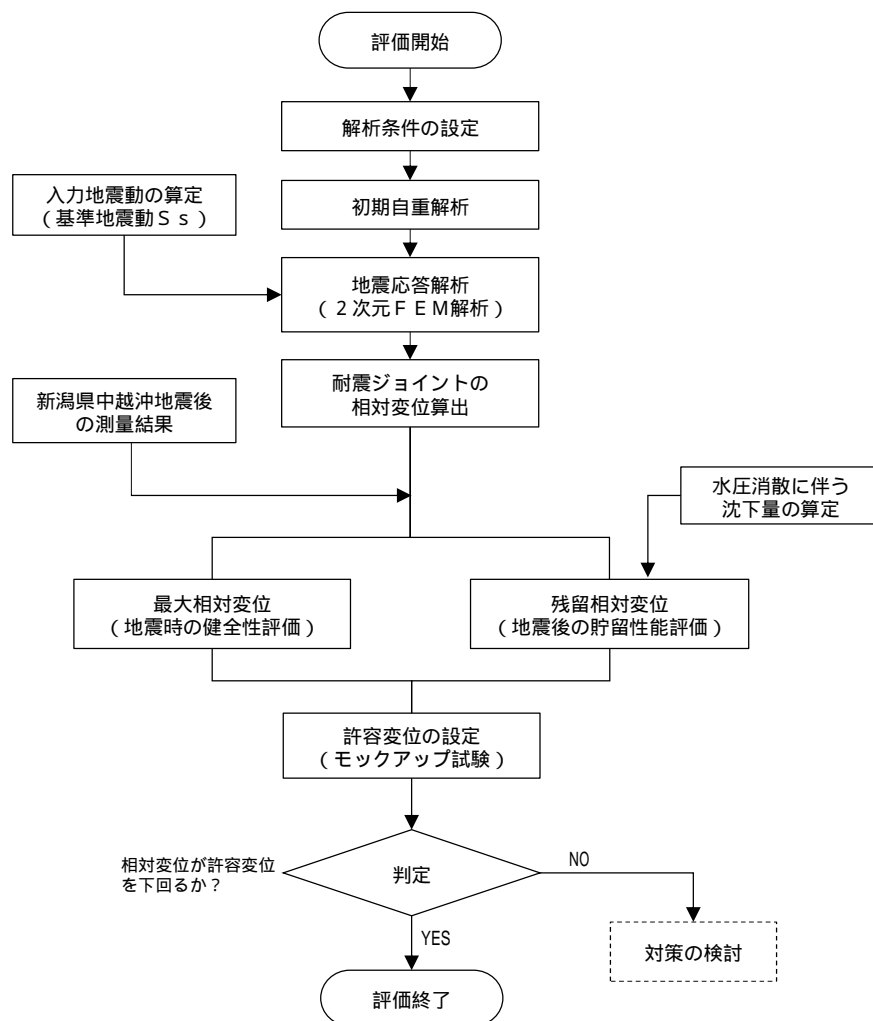 評価開始
解析条件の設定
入力地震動の算定
(基準地震動Ss)
初期自重解析
地震応答解析
(2次元FEM解析)
耐震ジョイントの
相対変位算出
新潟県中越沖地震後
の測量結果
水圧消散に伴う
沈下量の算定
最大相対変位
(地震時の健全性評価)
残留相対変位
(地震後の貯留性能評価)
許容変位の設定
(モックアップ試験)
相対変位が許容変位
を下回るか?
判定
NO
YES
対策の検討
評価終了